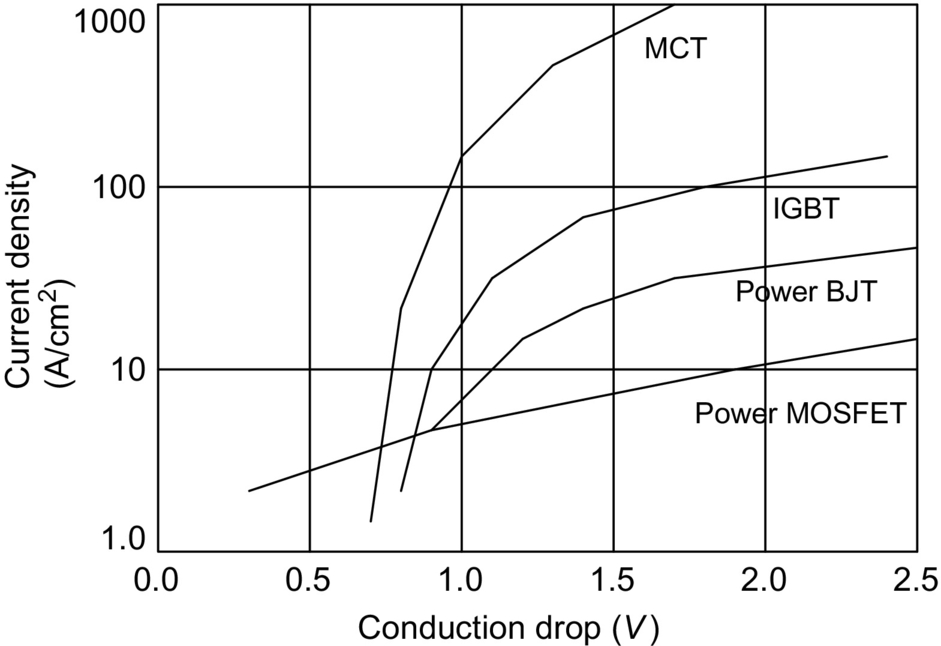 1000
MCT
100
IGBT
Power BJT
10
Power MOSFET
1.0
0.0 0.5 1.0 1.5 2.0 2.5
Conduction drop (V)
Current density
(A/cm²)